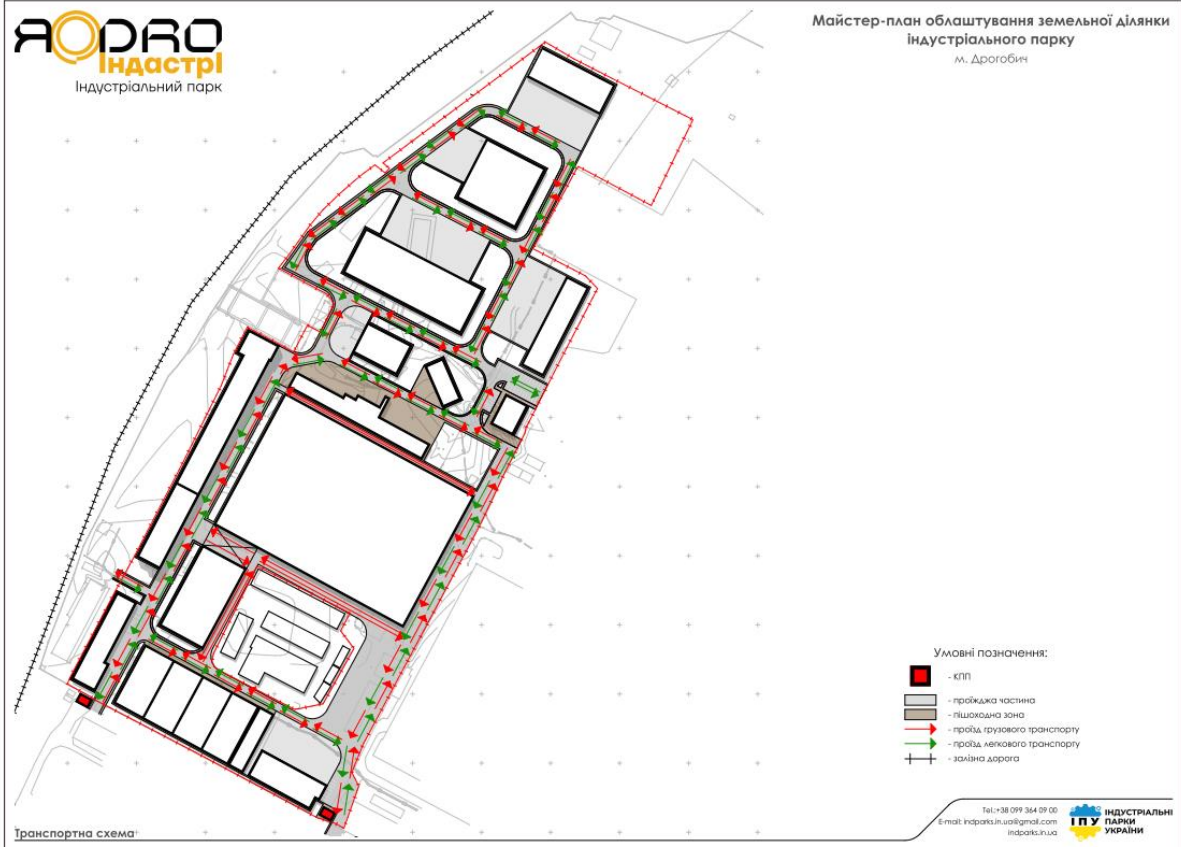 ЯОДRО
Індастрі
Індустріальний парк
Майстер-план облаштування земельної ділянки
індустріального парку
м. Дрогобич
Умовні позначення:
- КПП
- проїжджа частина
- пішоходна зона
- проїзд грузового транспорту
- проїзд легкового транспорту
- залізна дорога
Транспортна схема
Tel.:+38 099 364 09 00
E-mail: indparks.in.ua@gmail.com
indparks.in.ua
ІПУ
ІНДУСТРІАЛЬНІ
ПАРКИ
УКРАЇНИ